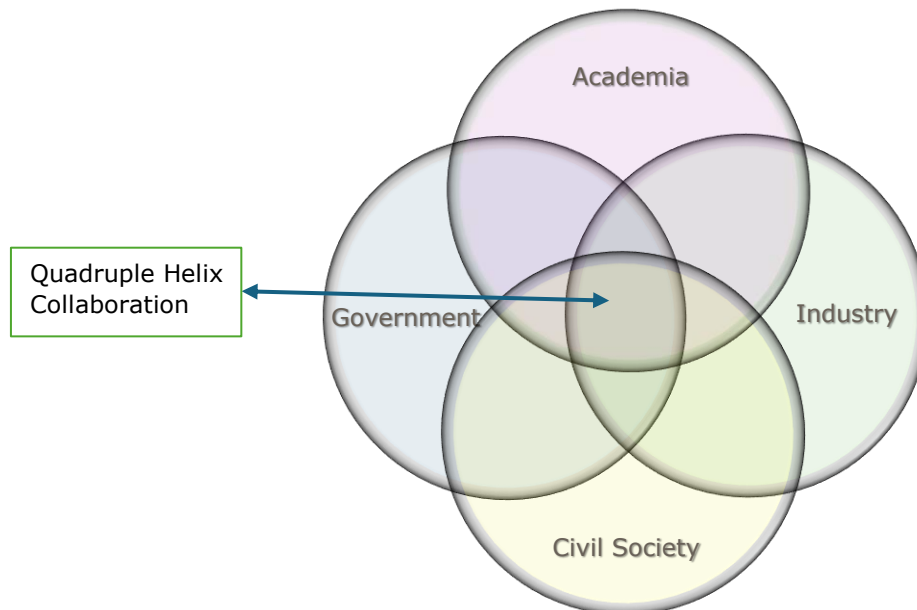 Academia
Quadruple Helix
Collaboration
Government
Industry
Civil Society